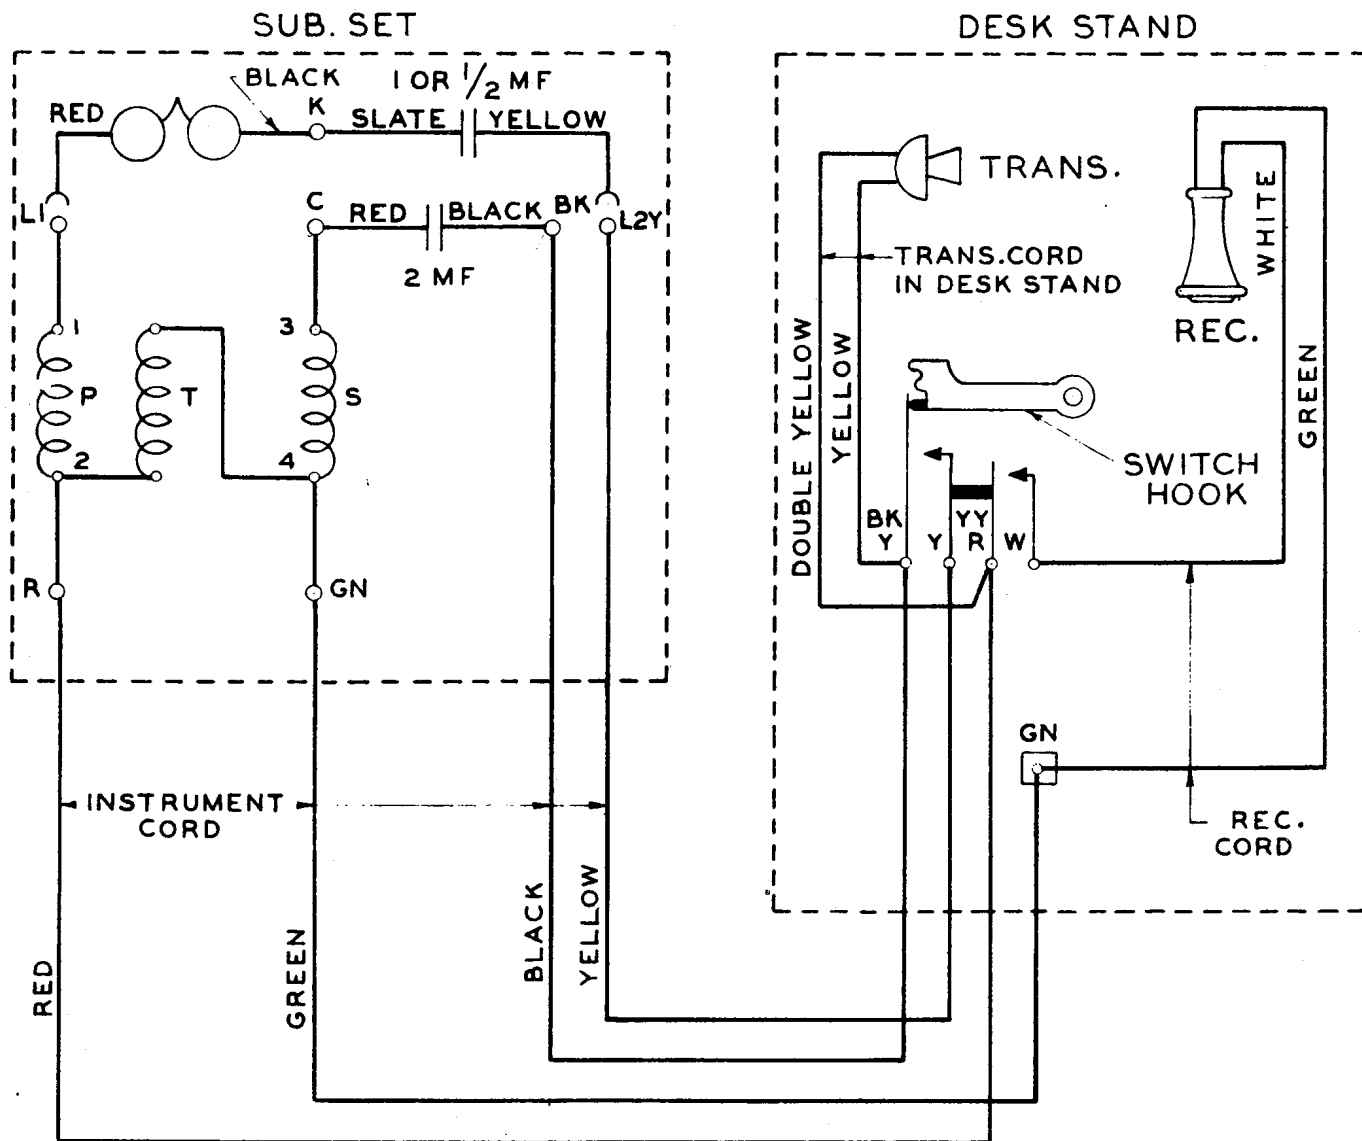 SUB. SET
DESK STAND
BLACK
1 OR 1/2 MF
RED
K
SLATE
YELLOW
L1
C
RED
BLACK
BK
L2Y
2 MF
TRANS.
TRANS. CORD
IN DESK STAND
WHITE
REC.
GREEN
1
3
P
T
S
2
4
DOUBLE YELLOW
YELLOW
SWITCH
HOOK
BK
Y
Y
YY
R
W
R
GN
GN
INSTRUMENT
CORD
REC.
CORD
RED
GREEN
BLACK
YELLOW